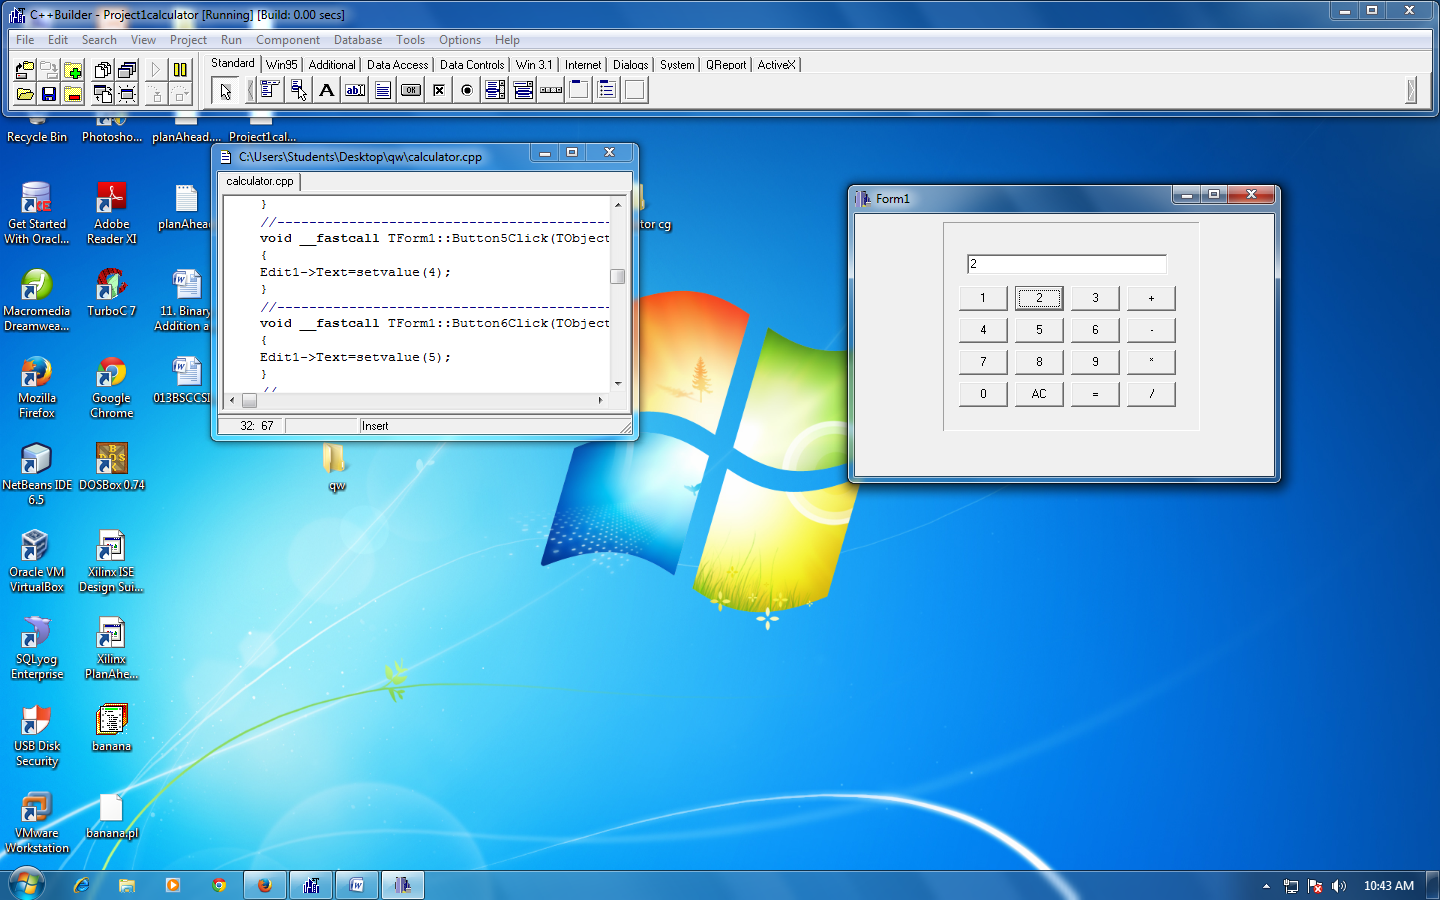 C++Builder - Project1calculator [Running] [Build: 0.00 secs]
File Edit Search View Project Run Component Database Tools Options Help
Standard Win95 Additional Data Access Data Controls Win 3.1 Internet Dialogs System QReport ActiveX
A ab OK
Recycle Bin Photosho... planAhead.... Project1cal...
C:\Users\Students\Desktop\qw\calculator.cpp
calculator.cpp
}
//------------------------------------------
void __fastcall TForm1::Button5Click(TObject
{
Edit1->Text=setvalue(4);
}
//------------------------------------------
void __fastcall TForm1::Button6Click(TObject
{
Edit1->Text=setvalue(5);
}
//
32: 67 Insert
Form1
2
1 2 3 +
4 5 6 -
7 8 9 *
0 AC = /
tor cg
Get Started
With Oracl...
Adobe
Reader XI
planAhead
Macromedia
Dreamwea...
TurboC 7
11. Binary
Addition a
Mozilla
Firefox
Google
Chrome
013BSCCSI
NetBeans IDE
6.5
DOSBox 0.74
qw
Oracle VM
VirtualBox
Xilinx ISE
Design Sui...
SQLyog
Enterprise
Xilinx
PlanAhe...
USB Disk
Security
banana
VMware
Workstation
banana.pl
10:43 AM